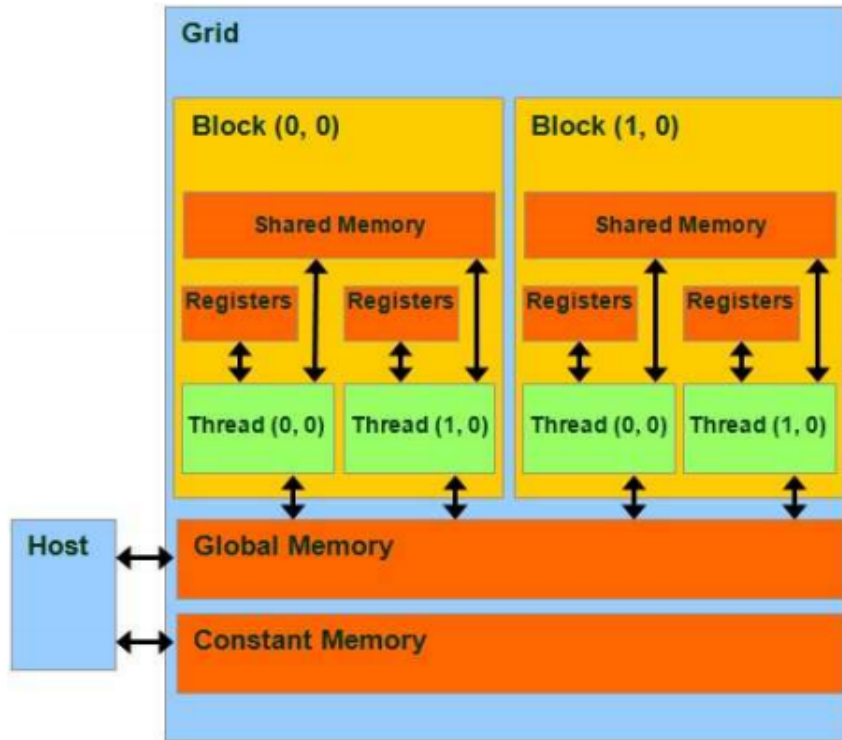 Grid
Block (0, 0)
Block (1, 0)
Shared Memory
Shared Memory
Registers
Registers
Registers
Registers
Thread (0, 0)
Thread (1, 0)
Thread (0, 0)
Thread (1, 0)
Host
Global Memory
Constant Memory